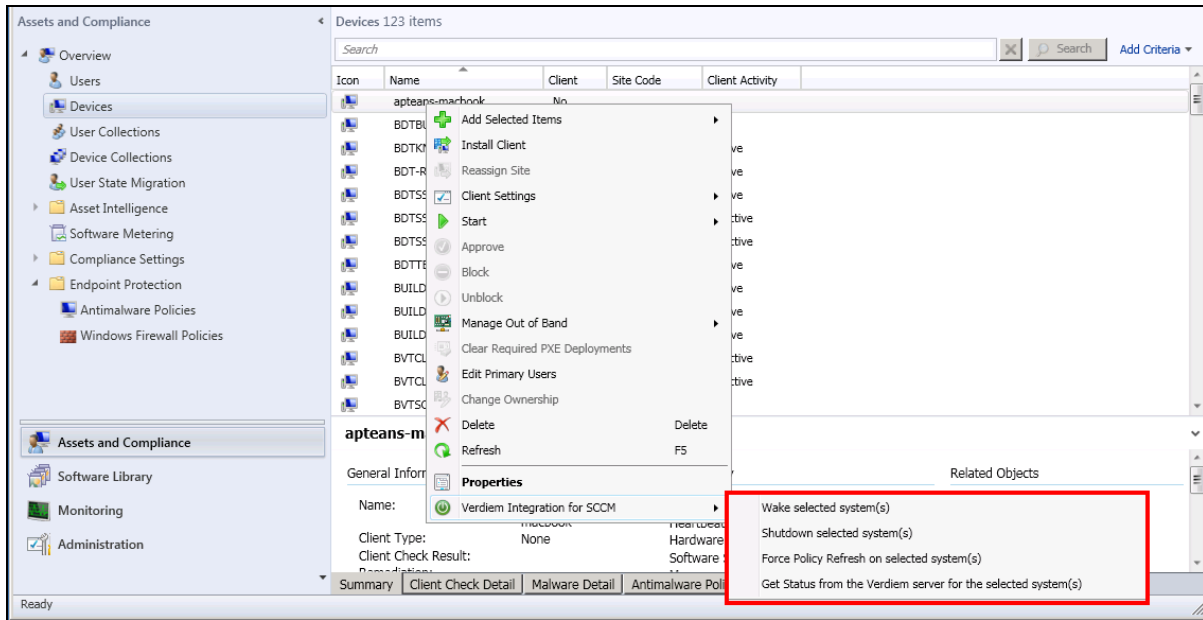 Assets and Compliance
Overview
Users
Devices
User Collections
Device Collections
User State Migration
Asset Intelligence
Software Metering
Compliance Settings
Endpoint Protection
Antimalware Policies
Windows Firewall Policies
Assets and Compliance
Software Library
Monitoring
Administration
Devices 123 items
Search
Search Add Criteria
Icon Name Client Site Code Client Activity
apteans-macbook No
Add Selected Items
Install Client
Reassign Site
Client Settings
Start
Approve
Block
Unblock
Manage Out of Band
Clear Required PXE Deployments
Edit Primary Users
Change Ownership
Delete Delete
Refresh F5
Properties
Verdiem Integration for SCCM
Wake selected system(s)
Shutdown selected system(s)
Force Policy Refresh on selected system(s)
Get Status from the Verdiem server for the selected system(s)
BUILD
BUILD
BUILD
Related Objects
Name:
Client Type: None Hardware
Client Check Result: Software
Summary Client Check Detail Malware Detail Antimalware
Ready